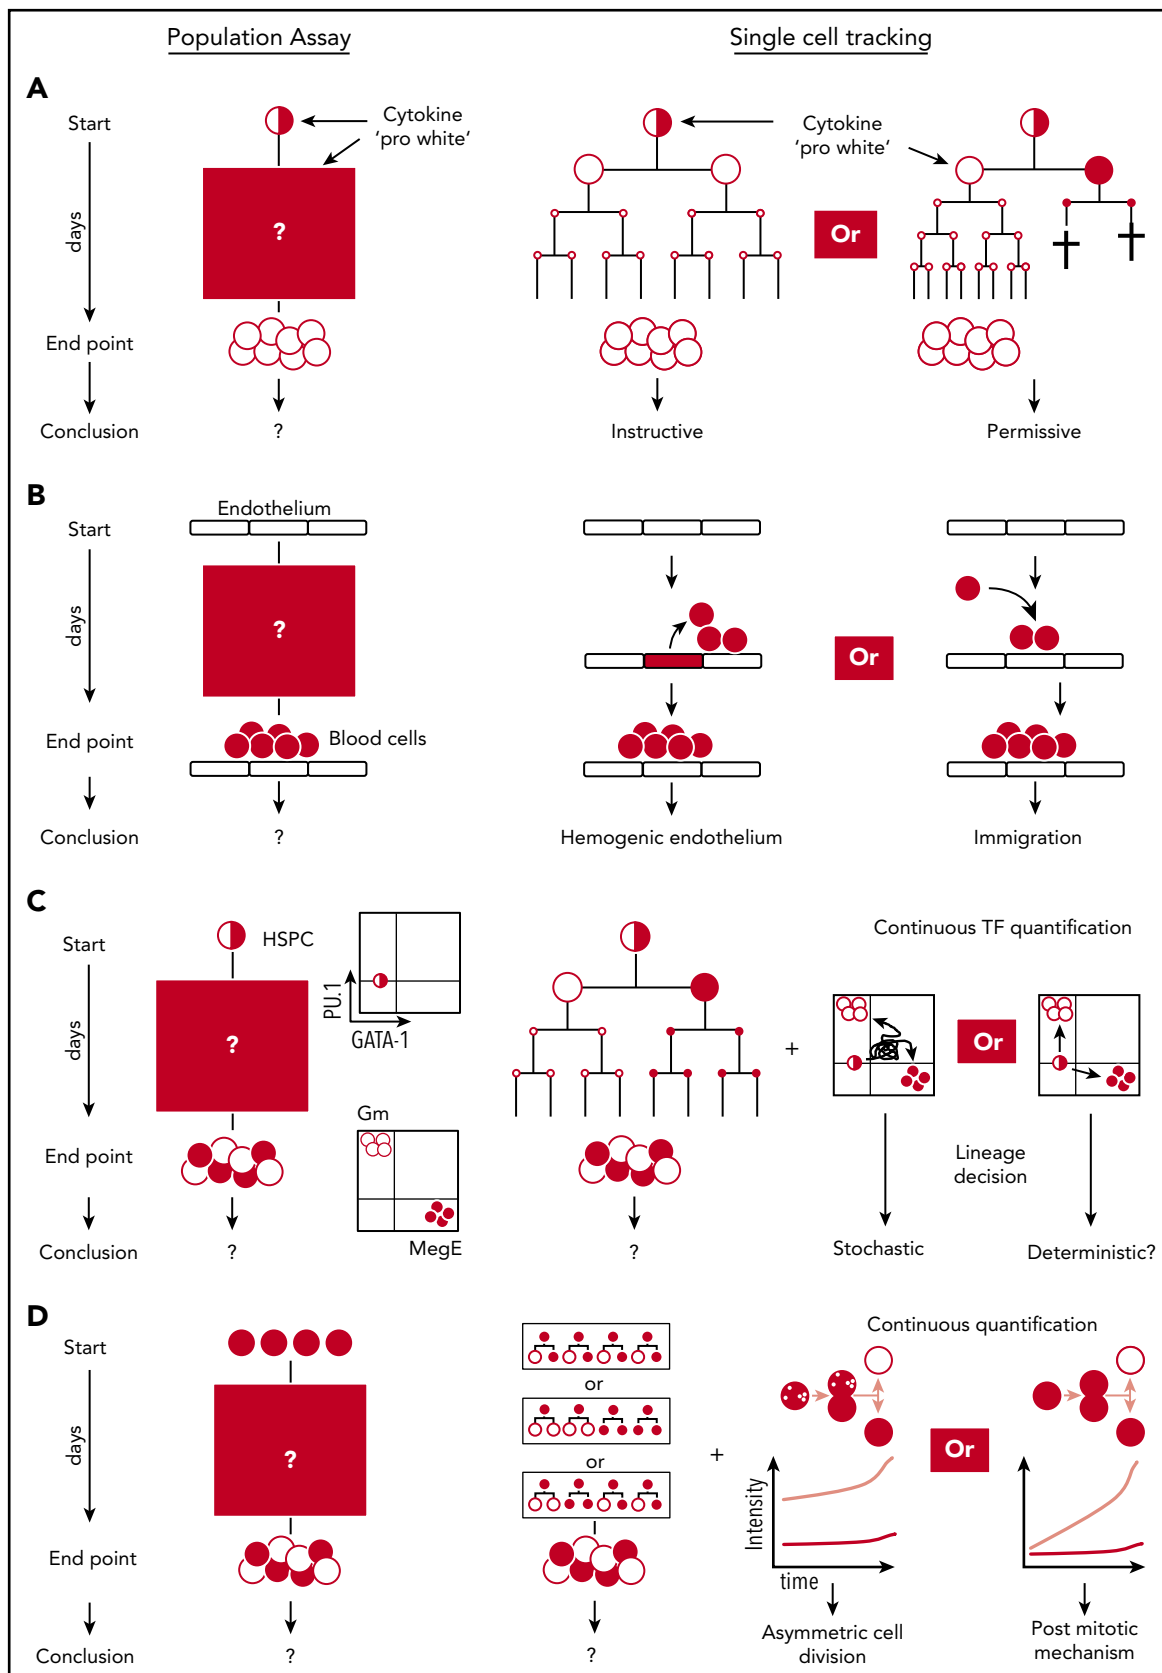 Population Assay
Single cell tracking
A
Start
days
End point
Conclusion
Cytokine
'pro white'
?
?
Cytokine
'pro white'
Or
Instructive
Permissive
B
Start
days
End point
Conclusion
Endothelium
?
Blood cells
?
Or
Hemogenic endothelium
Immigration
C
Start
days
End point
Conclusion
HSPC
PU.1
GATA-1
?
Gm
MegE
?
?
Continuous TF quantification
+
Or
Lineage
decision
Stochastic
Deterministic?
D
Start
days
End point
Conclusion
?
?
or
or
?
Continuous quantification
+
Or
Intensity
time
Asymmetric cell
division
Post mitotic
mechanism